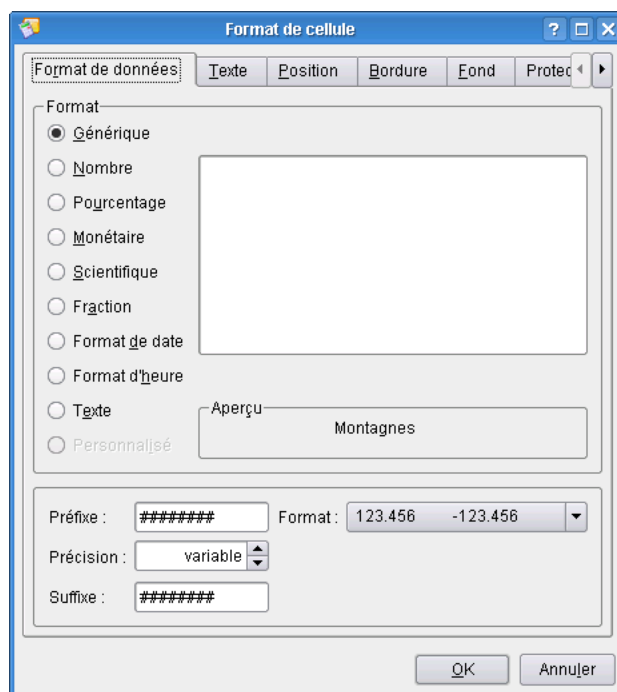 Format de cellule
Format de données Texte Position Bordure Fond Protec
Format
Générique
Nombre
Pourcentage
Monétaire
Scientifique
Fraction
Format de date
Format d'heure
Texte
Personnalisé
Aperçu
Montagnes
Préfixe : ######## Format : 123.456 -123.456
Précision : variable
Suffixe : ########
OK Annuler